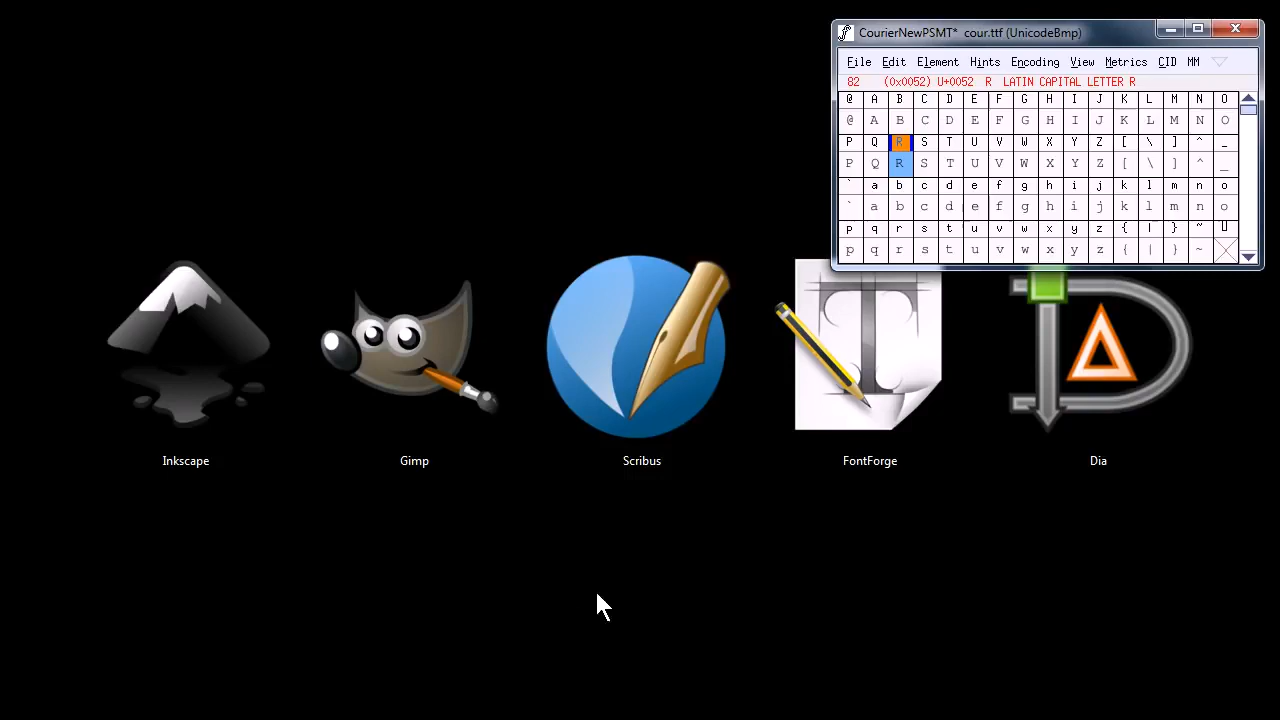 CourierNewPSMT*  cour.ttf (UnicodeBmp)
File Edit Element Hints Encoding View Metrics CID MM
82 (0x0052) U+0052 R LATIN CAPITAL LETTER R
@ A B C D E F G H I J K L M N O
@ A B C D E F G H I J K L M N O
P Q R S T U V W X Y Z [ \ ] ^ _
P Q R S T U V W X Y Z [ \ ] ^ _
` a b c d e f g h i j k l m n o
` a b c d e f g h i j k l m n o
p q r s t u v w x y z { | } ~
p q r s t u v w x y z { | } ~
Inkscape Gimp Scribus FontForge Dia